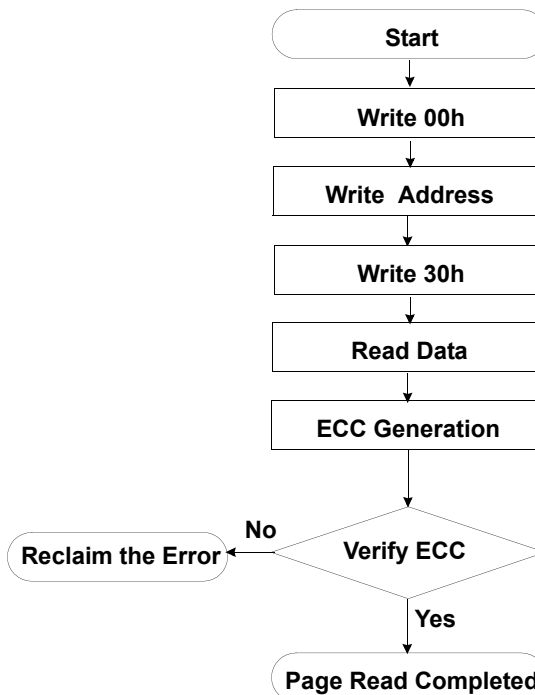 Start
Write 00h
Write Address
Write 30h
Read Data
ECC Generation
No
Reclaim the Error
Verify ECC
Yes
Page Read Completed